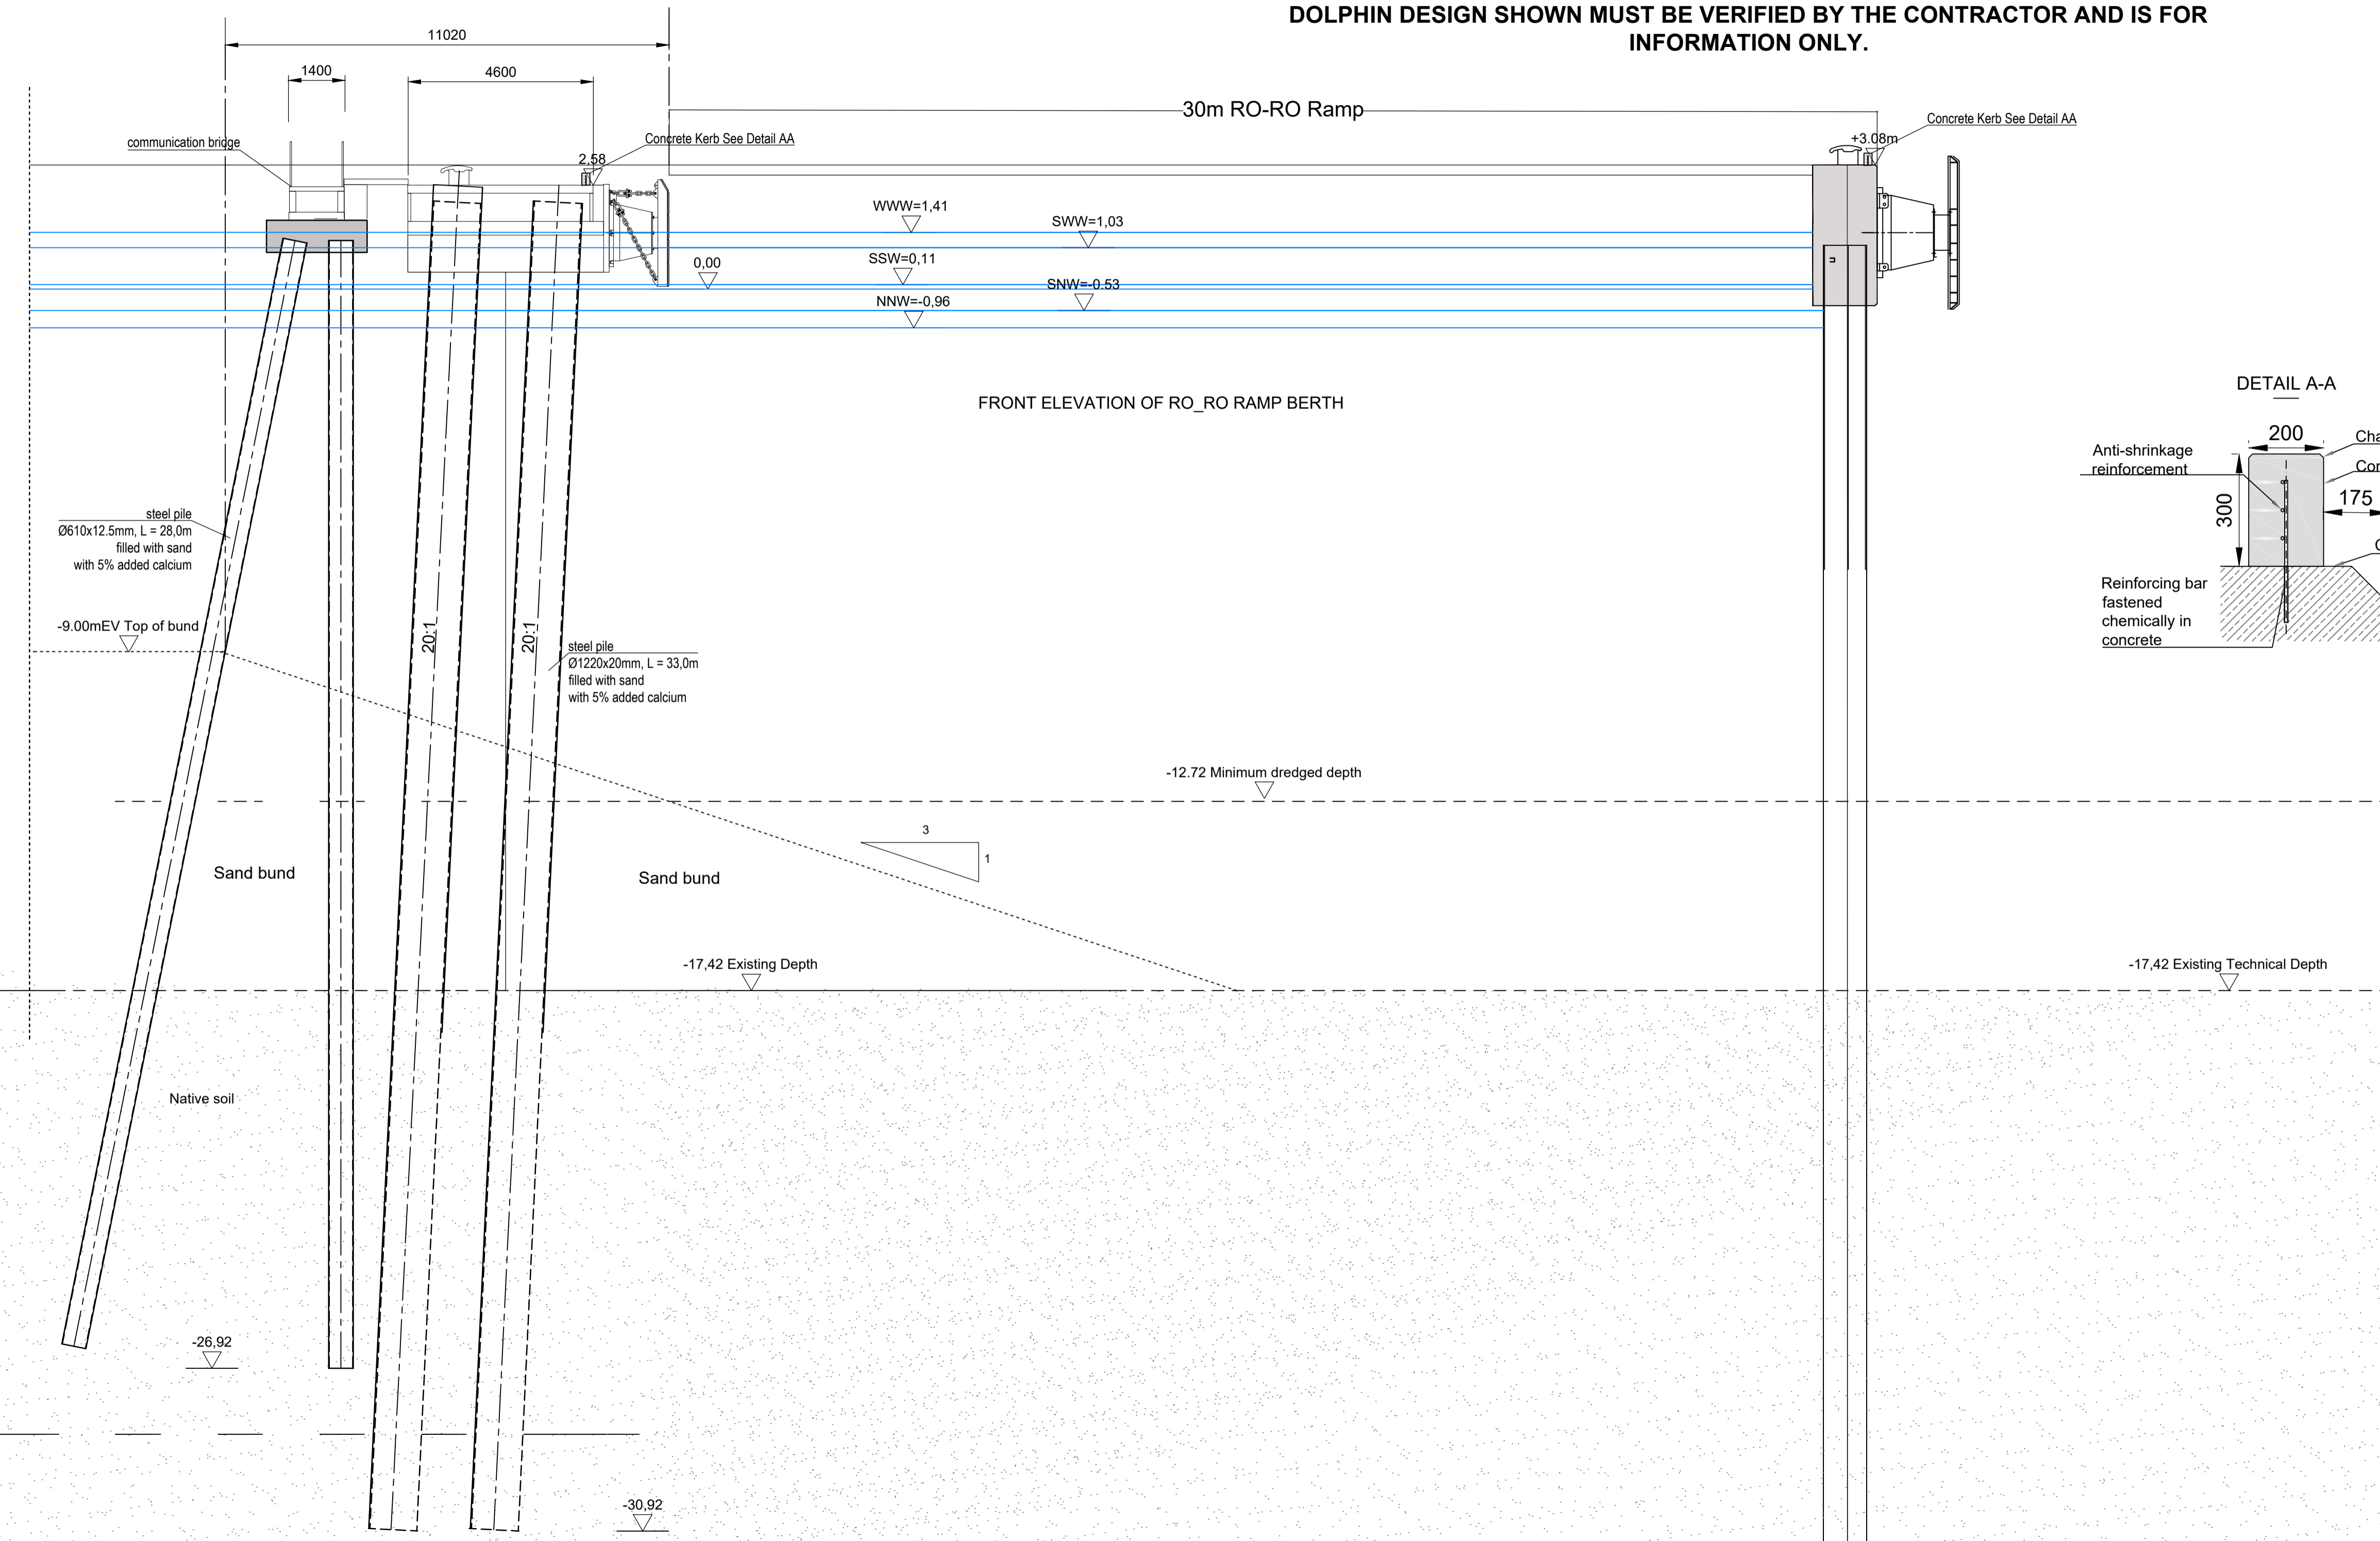 DOLPHIN DESIGN SHOWN MUST BE VERIFIED BY THE CONTRACTOR AND IS FOR
INFORMATION ONLY.
11020
1400
4600
30m RO-RO Ramp
communication bridge
Concrete Kerb See Detail AA
2,58
Concrete Kerb See Detail AA
+3.08m
WWW=1,41
SWW=1,03
SSW=0,11
0,00
SNW=-0.53
NNW=-0,96
FRONT ELEVATION OF RO_RO RAMP BERTH
DETAIL A-A
200
Anti-shrinkage
reinforcement
300
175
Reinforcing bar
fastened
chemically in
concrete
steel pile
Ø610x12.5mm, L = 28,0m
filled with sand
with 5% added calcium
-9.00mEV Top of bund
20:1
20:1
steel pile
Ø1220x20mm, L = 33,0m
filled with sand
with 5% added calcium
-12.72 Minimum dredged depth
3
1
Sand bund
Sand bund
-17,42 Existing Depth
-17,42 Existing Technical Depth
Native soil
-26,92
-30,92